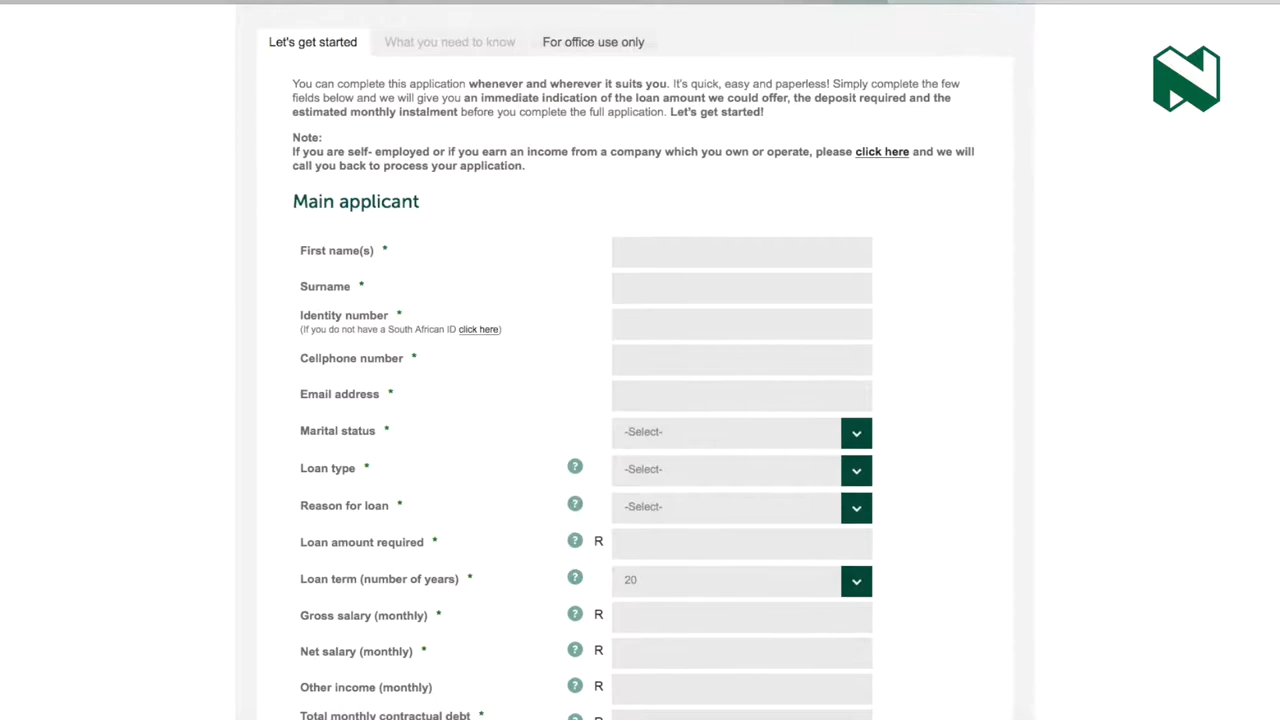 Let's get started
What you need to know
For office use only
You can complete this application whenever and wherever it suits you. It's quick, easy and paperless! Simply complete the few
fields below and we will give you an immediate indication of the loan amount we could offer, the deposit required and the
estimated monthly instalment before you complete the full application. Let's get started!
Note:
If you are self- employed or if you earn an income from a company which you own or operate, please click here and we will
call you back to process your application.
Main applicant
First name(s) *
Surname *
Identity number *
(If you do not have a South African ID click here)
Cellphone number *
Email address *
Marital status * -Select-
Loan type * ? -Select-
Reason for loan * ? -Select-
Loan amount required * ? R
Loan term (number of years) * ? 20
Gross salary (monthly) * ? R
Net salary (monthly) * ? R
Other income (monthly) ? R
Total monthly contractual debt * ? R